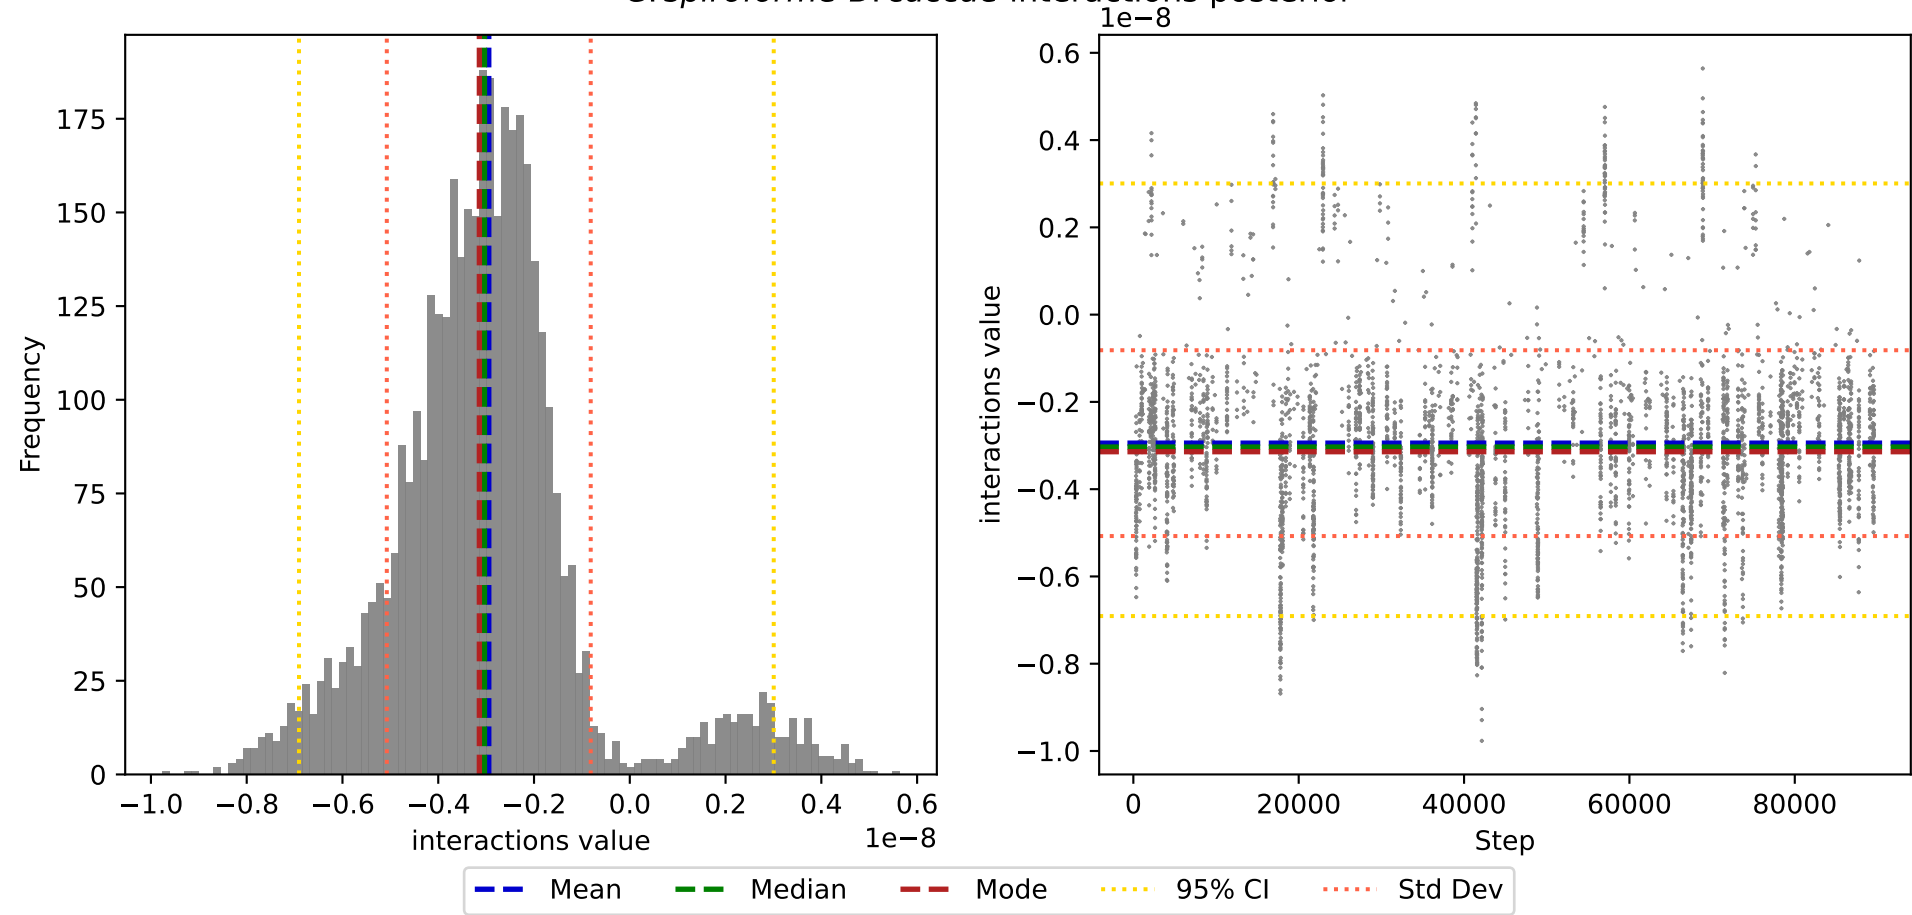 interactions posterior
1e−8
175
150
125
100
75
50
25
0
Frequency
−1.0 −0.8 −0.6 −0.4 −0.2 0.0 0.2 0.4 0.6
1e−8
interactions value
0.6
0.4
0.2
0.0
−0.2
−0.4
−0.6
−0.8
−1.0
interactions value
0 20000 40000 60000 80000
Step
Mean Median Mode 95% CI Std Dev